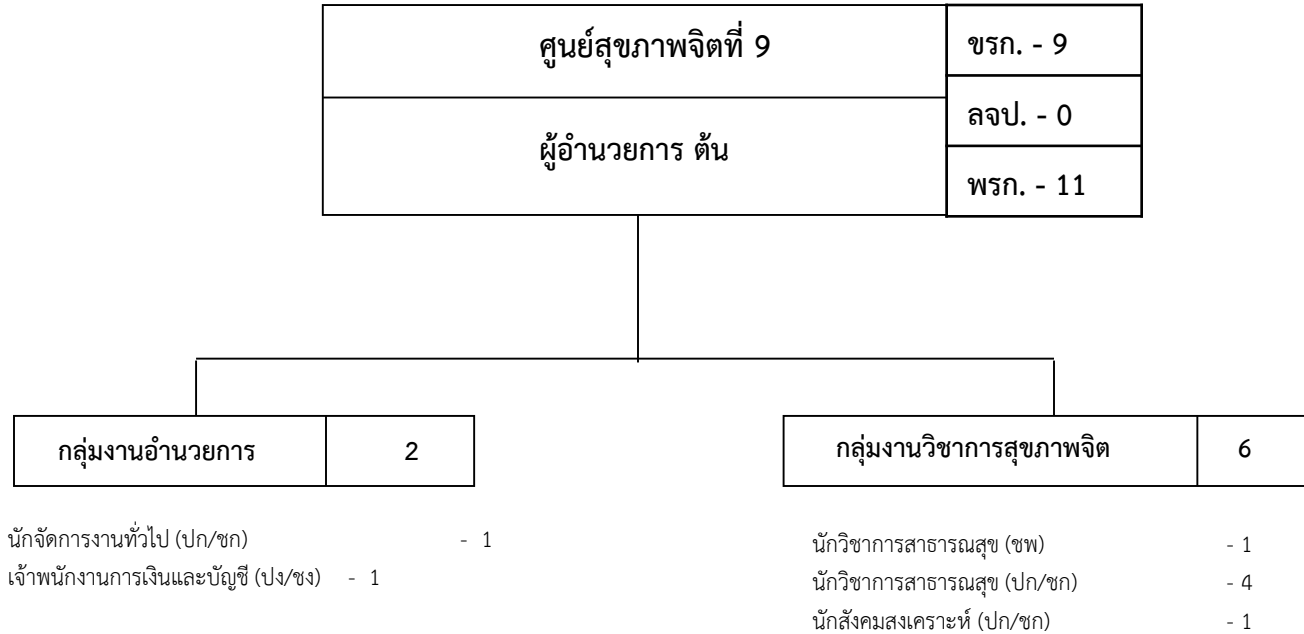 ศูนย์สุขภาพจิตที่ 9
ขรก. - 9
ลจป. - 0
ผู้อำนวยการ ต้น
พรก. - 11
กลุ่มงานอำนวยการ 2
กลุ่มงานวิชาการสุขภาพจิต 6
นักจัดการงานทั่วไป (ปก/ชก) - 1
เจ้าพนักงานการเงินและบัญชี (ปง/ชง) - 1
นักวิชาการสาธารณสุข (ชพ) - 1
นักวิชาการสาธารณสุข (ปก/ชก) - 4
นักสังคมสงเคราะห์ (ปก/ชก) - 1